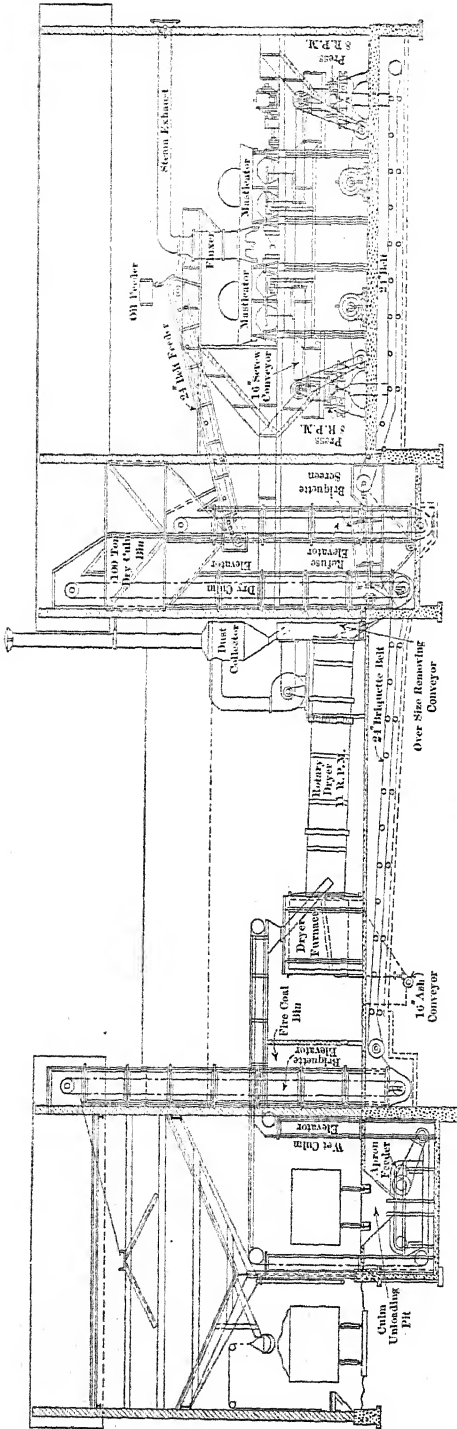 8 R.P.M.
Press
Steam Exhaust
Masticator
Fluxer
Masticator
Oil Feeder
24" Belt Feeder
16" Screw
Conveyor
8 R.P.M.
Press
24" Belt
Briquette
Screen
Refuse
Elevator
100 Ton
Dry Culm
Bin
Dry Culm
Elevator
Dust
Collector
Over Size Removing
Conveyor
24" Briquette Belt
Rotary
Dryer
11 R.P.M.
Dryer
Furnace
16" Ash
Conveyor
Fire Coal
Bin
Briquette
Elevator
Wet Culm
Elevator
Apron
Feeder
Culm
Unloading
Pit